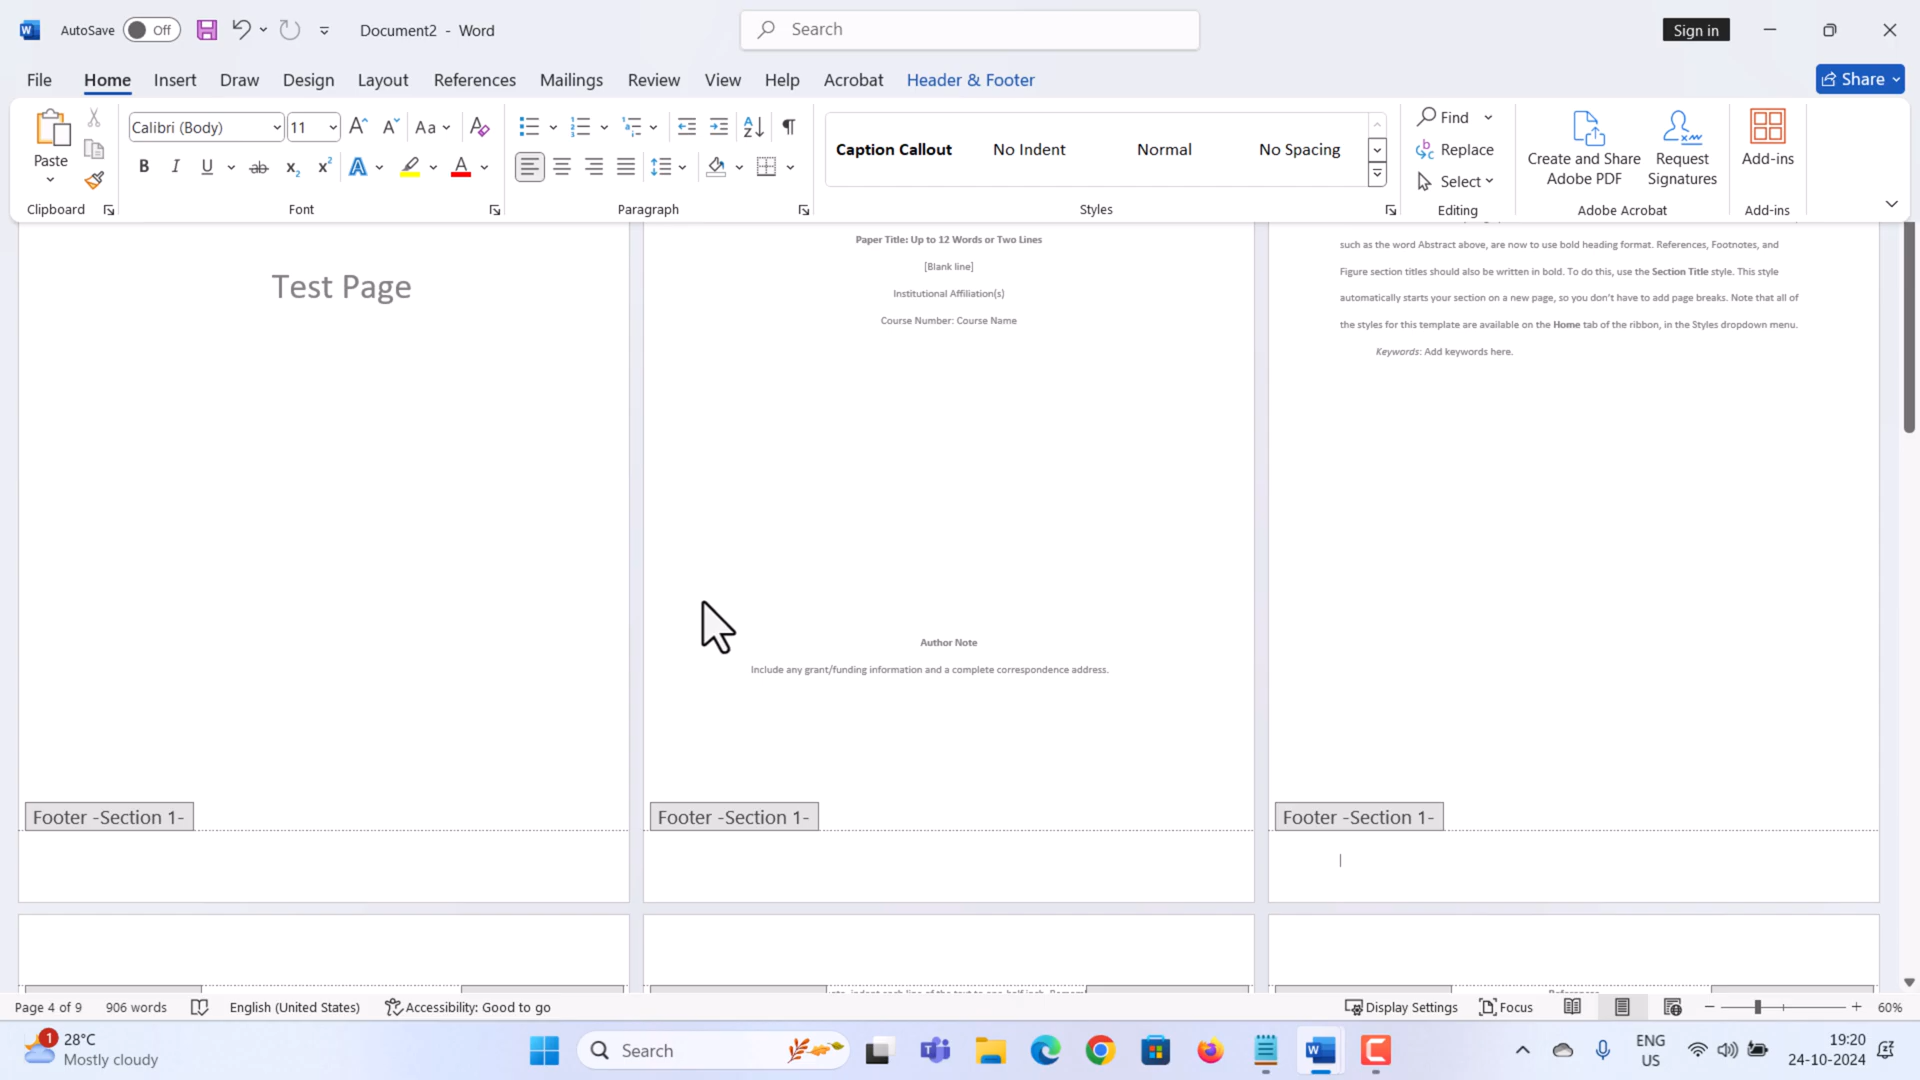 AutoSave Off Document2 - Word Search Sign in
File Home Insert Draw Design Layout References Mailings Review View Help Acrobat Header & Footer Share
Paste
Clipboard
Calibri (Body) 11
Font
Paragraph
Caption Callout No Indent Normal No Spacing
Styles
Find
Replace
Select
Editing
Create and Share
Adobe PDF
Request
Signatures
Adobe Acrobat
Add-ins
Add-ins
Test Page
Footer -Section 1-
Paper Title: Up to 12 Words or Two Lines
[Blank line]
Institutional Affiliation(s)
Course Number: Course Name
Author Note
Include any grant/funding information and a complete correspondence address.
Footer -Section 1-
such as the word Abstract above, are now to use bold heading format. References, Footnotes, and
Figure section titles should also be written in bold. To do this, use the Section Title style. This style
automatically starts your section on a new page, so you don't have to add page breaks. Note that all of
the styles for this template are available on the Home tab of the ribbon, in the Styles dropdown menu.
Keywords: Add keywords here.
Footer -Section 1-
Page 4 of 9 906 words English (United States) Accessibility: Good to go Display Settings Focus 60%
1 28°C
Mostly cloudy
Search
ENG
US
19:20
24-10-2024